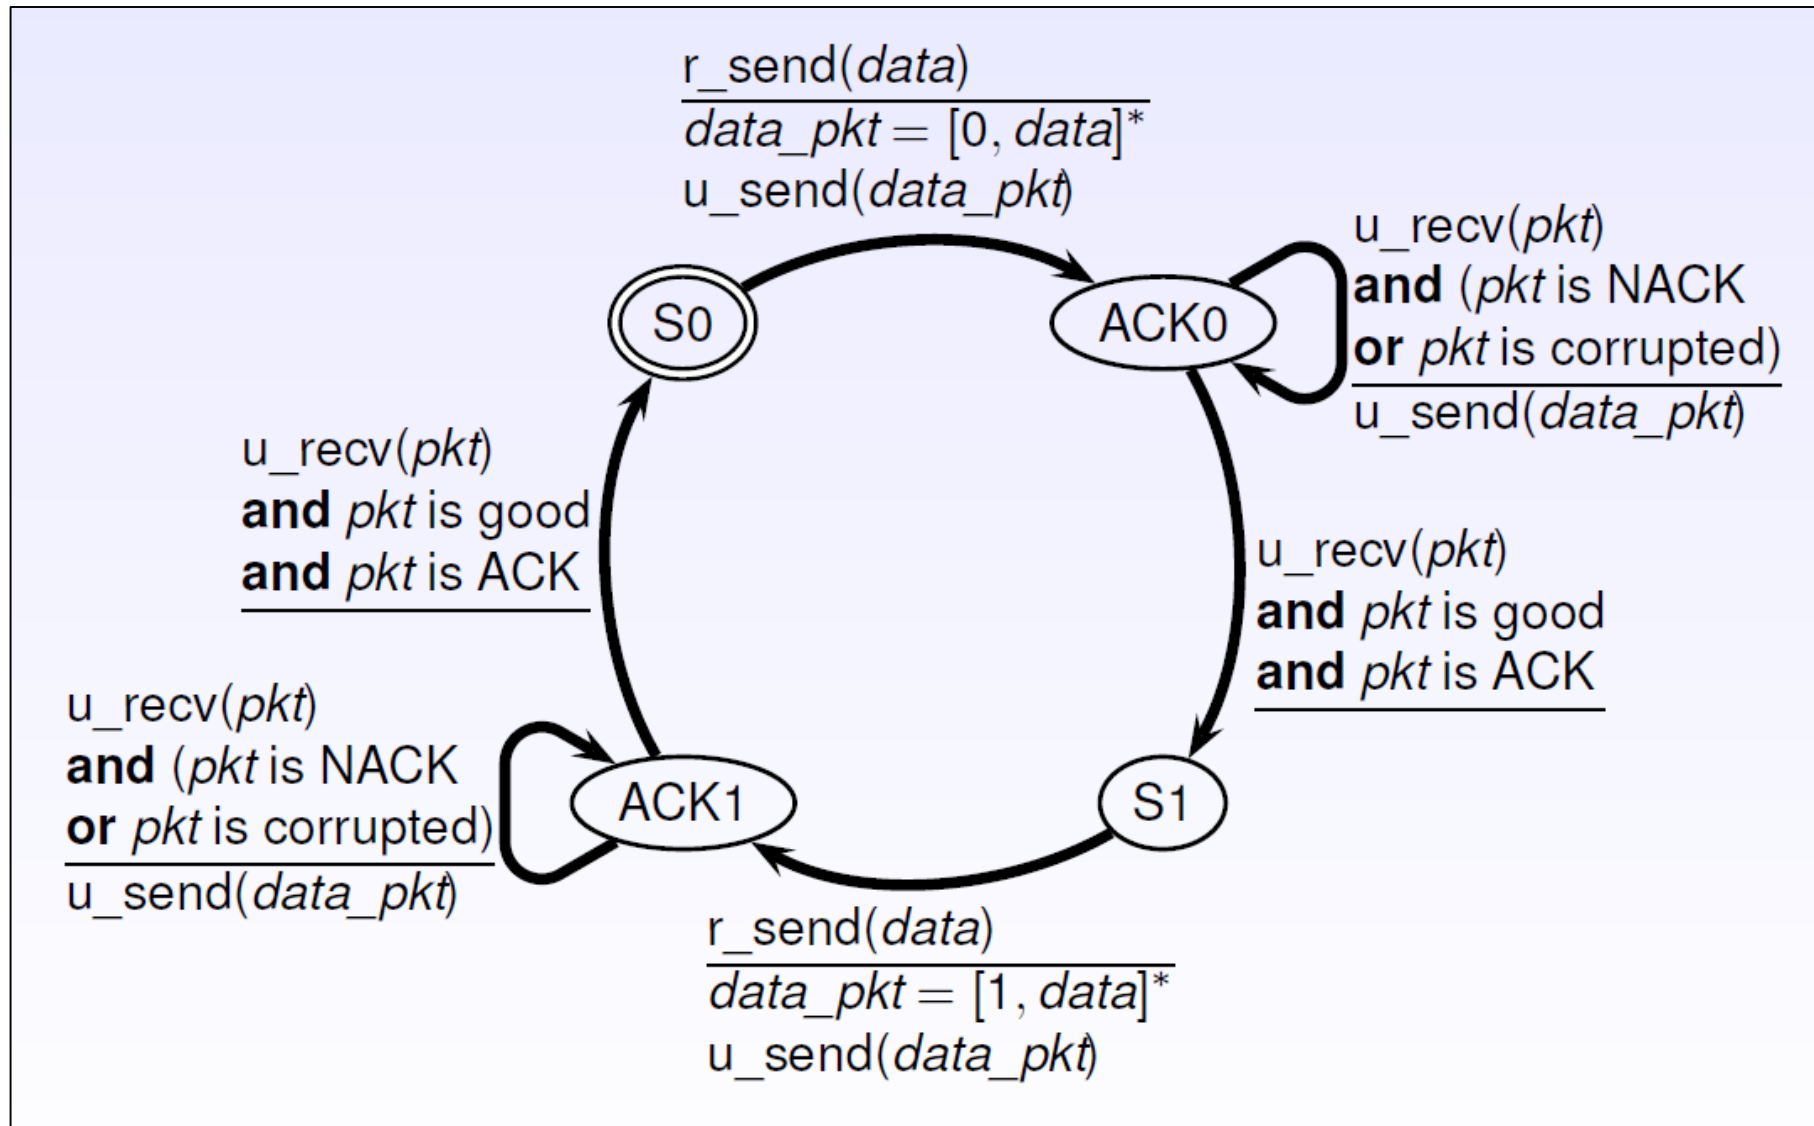 r_send(data)
data_pkt = [0, data]*
u_send(data_pkt)
u_recv(pkt)
and (pkt is NACK
or pkt is corrupted)
u_send(data_pkt)
S0
ACK0
u_recv(pkt)
and pkt is good
and pkt is ACK
u_recv(pkt)
and pkt is good
and pkt is ACK
u_recv(pkt)
and (pkt is NACK
or pkt is corrupted)
u_send(data_pkt)
ACK1
S1
r_send(data)
data_pkt = [1, data]*
u_send(data_pkt)